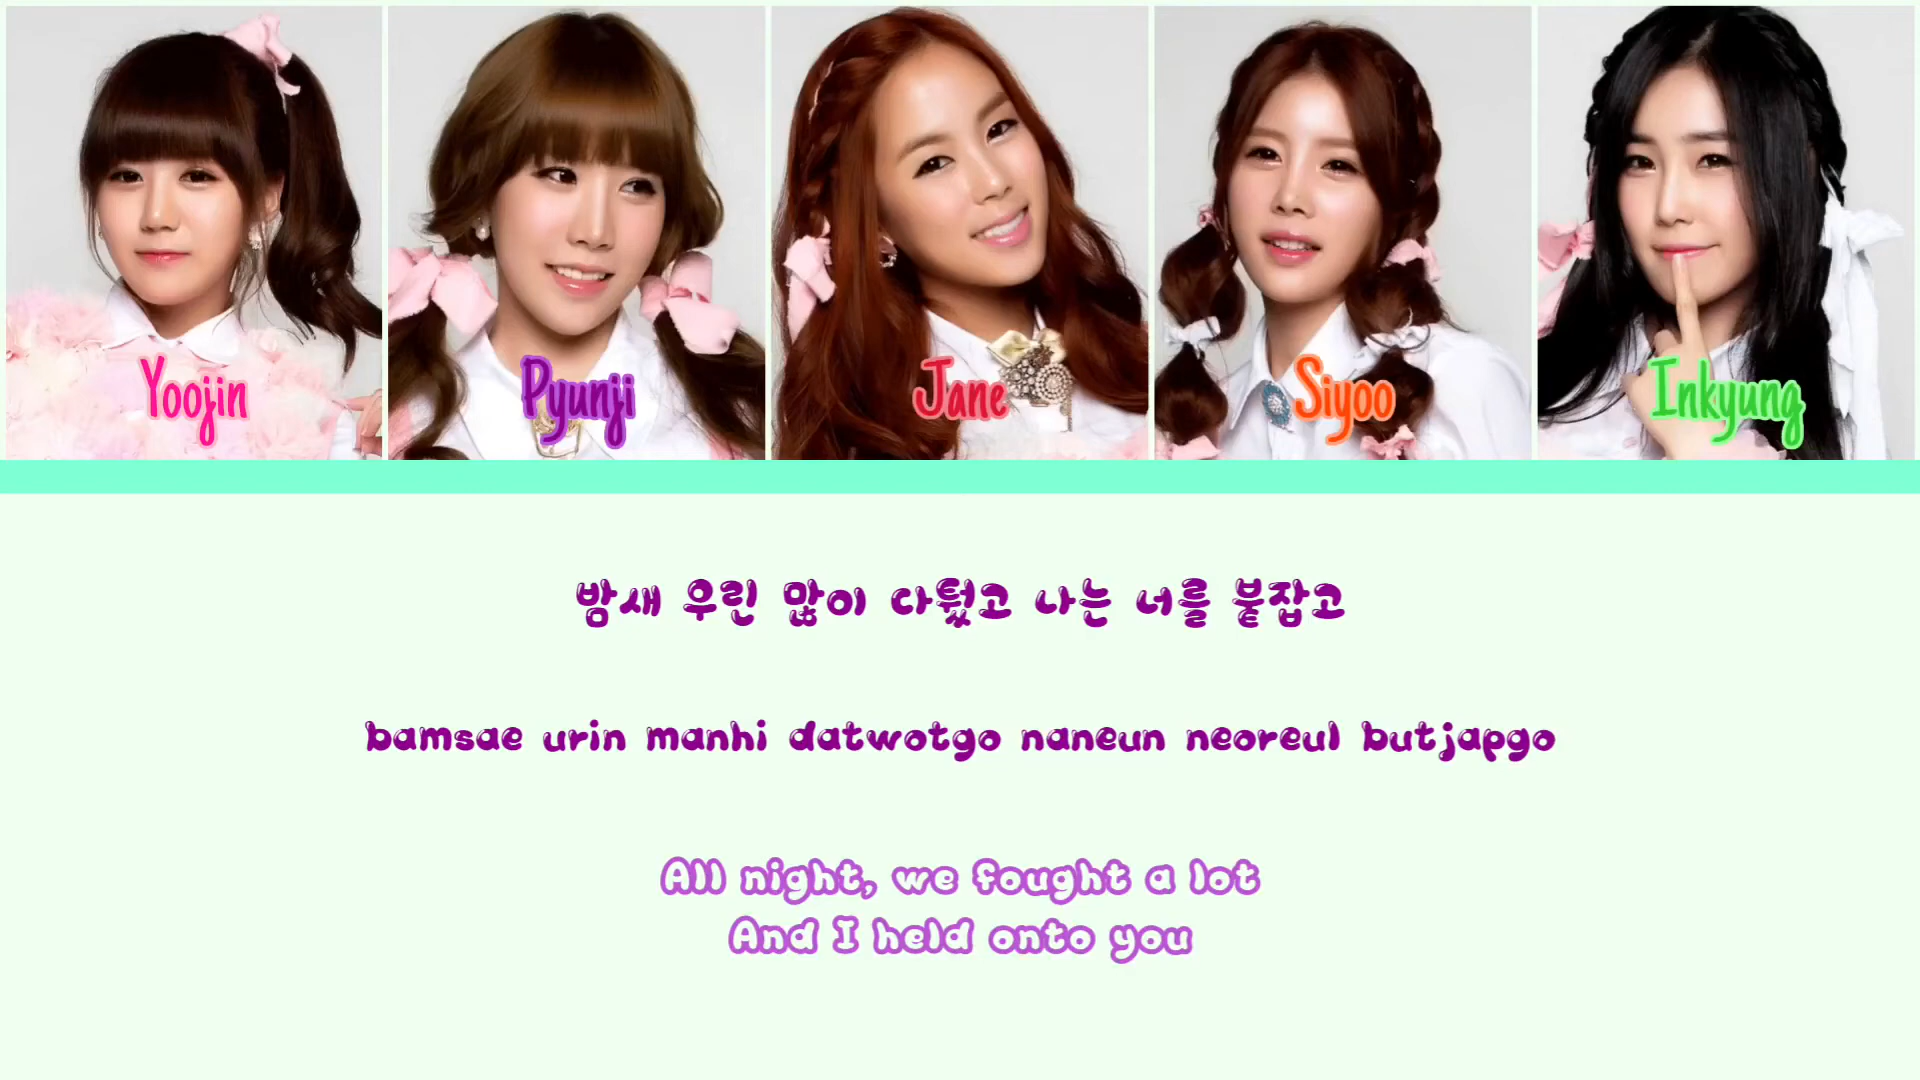 Yoojin
Pyunji
Jane
Siyoo
Inkyung
밤새 우린 많이 다퉜고 나는 너를 붙잡고
bamsae urin manhi datwotgo naneun neoreul butjapgo
All night, we fought a lot
And I held onto you